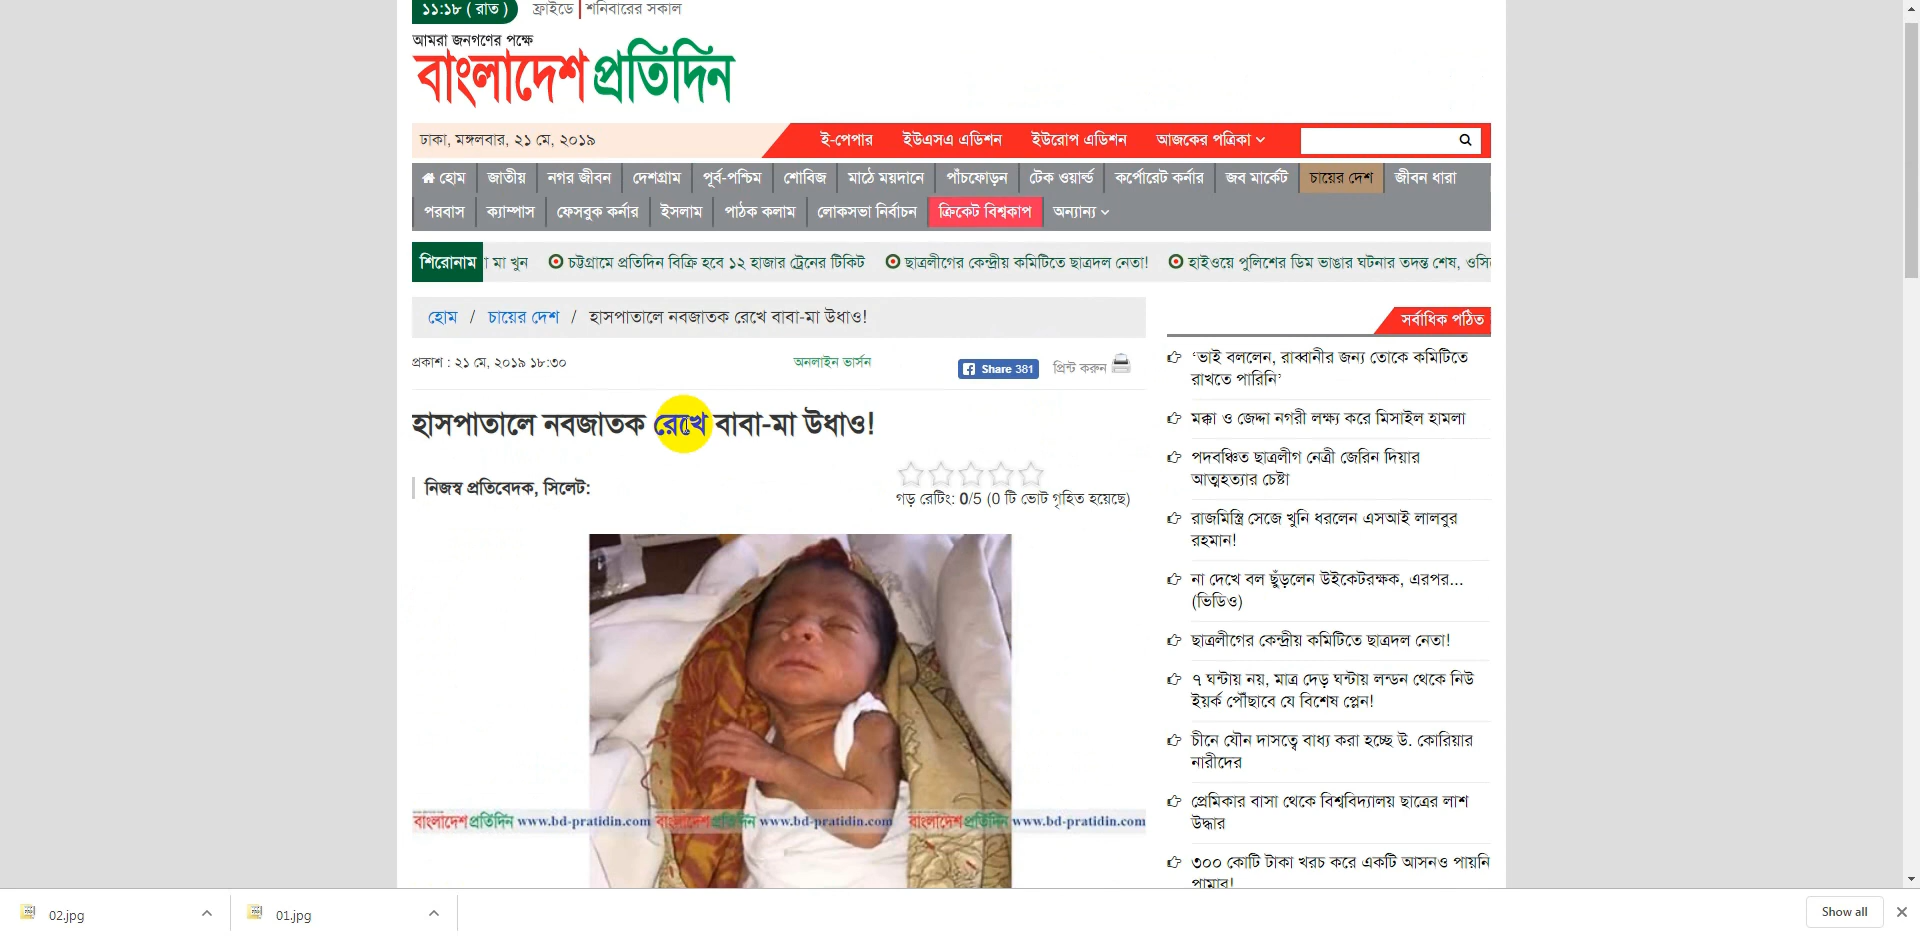 ১১:১৮ ( রাত ) ফ্রাইডে শনিবারের সকাল
আমরা জনগণের পক্ষে
বাংলাদেশ প্রতিদিন
ঢাকা, মঙ্গলবার, ২১ মে, ২০১৯ ই-পেপার ইউএসএ এডিশন ইউরোপ এডিশন আজকের পত্রিকা
হোম জাতীয় নগর জীবন দেশগ্রাম পূর্ব-পশ্চিম শোবিজ মাঠে ময়দানে পাঁচফোড়ন টেক ওয়ার্ল্ড কর্পোরেট কর্নার জব মার্কেট চায়ের দেশ জীবন ধারা
পরবাস ক্যাম্পাস ফেসবুক কর্নার ইসলাম পাঠক কলাম লোকসভা নির্বাচন ক্রিকেট বিশ্বকাপ অন্যান্য
শিরোনাম মা খুন চট্টগ্রামে প্রতিদিন বিক্রি হবে ১২ হাজার ট্রেনের টিকিট ছাত্রলীগের কেন্দ্রীয় কমিটিতে ছাত্রদল নেতা! হাইওয়ে পুলিশের ডিম ভাঙার ঘটনার তদন্ত শেষ,
হোম / চায়ের দেশ / হাসপাতালে নবজাতক রেখে বাবা-মা উধাও!
প্রকাশ : ২১ মে, ২০১৯ ১৮:৩০ অনলাইন ভার্সন Share 381 প্রিন্ট করুন
হাসপাতালে নবজাতক রেখে বাবা-মা উধাও!
নিজস্ব প্রতিবেদক, সিলেট:
গড় রেটিং: 0/5 (0 টি ভোট গৃহিত হয়েছে)
বাংলাদেশ প্রতিদিন www.bd-pratidin.com বাংলাদেশ প্রতিদিন www.bd-pratidin.com বাংলাদেশ প্রতিদিন www.bd-pratidin.com
সর্বাধিক পঠিত
‘ভাই বললেন, রাব্বানীর জন্য তোকে কমিটিতে
রাখতে পারিনি’
মক্কা ও জেদ্দা নগরী লক্ষ্য করে মিসাইল হামলা
পদবঞ্চিত ছাত্রলীগ নেত্রী জেরিন দিয়ার
আত্মহত্যার চেষ্টা
রাজমিস্ত্রি সেজে খুনি ধরলেন এসআই লালবুর
রহমান!
না দেখে বল ছুঁড়লেন উইকেটরক্ষক, এরপর...
(ভিডিও)
ছাত্রলীগের কেন্দ্রীয় কমিটিতে ছাত্রদল নেতা!
৭ ঘন্টায় নয়, মাত্র দেড় ঘন্টায় লন্ডন থেকে নিউ
ইয়র্ক পৌঁছাবে যে বিশেষ প্লেন!
চীনে যৌন দাসত্বে বাধ্য করা হচ্ছে উ. কোরিয়ার
নারীদের
প্রেমিকার বাসা থেকে বিশ্ববিদ্যালয় ছাত্রের লাশ
উদ্ধার
৩০০ কোটি টাকা খরচ করে একটি আসনও পায়নি
পামার!
02.jpg 01.jpg Show all